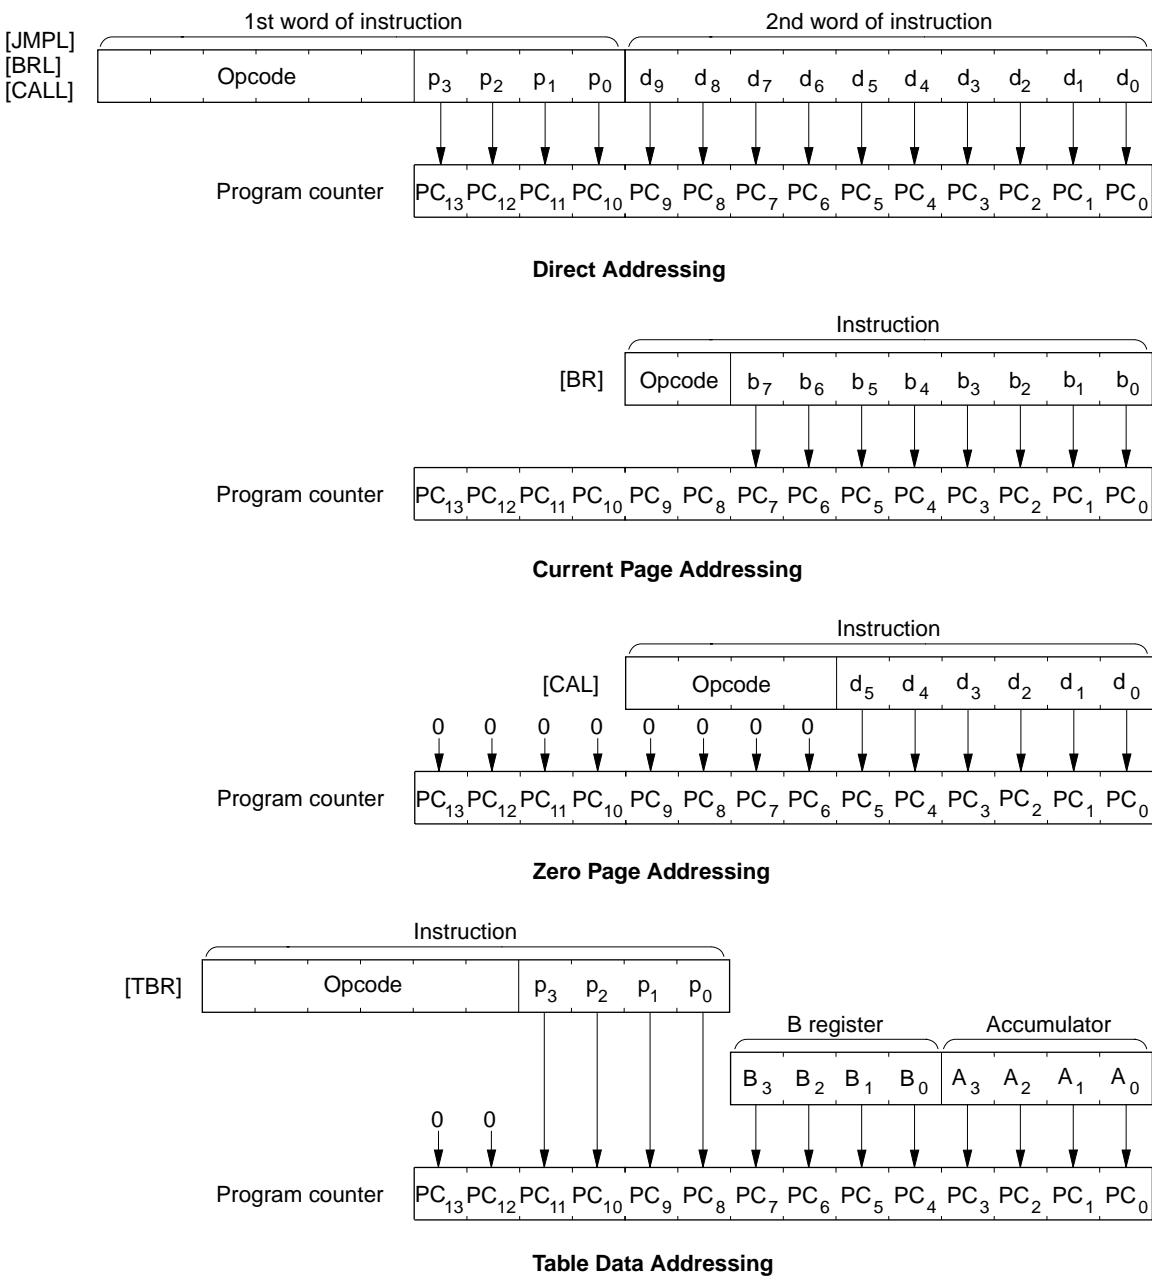 1st word of instruction 2nd word of instruction
[JMPL]
[BRL]
[CALL]
Opcode p3 p2 p1 p0 d9 d8 d7 d6 d5 d4 d3 d2 d1 d0
Program counter PC13 PC12 PC11 PC10 PC9 PC8 PC7 PC6 PC5 PC4 PC3 PC2 PC1 PC0
Direct Addressing
Instruction
[BR] Opcode b7 b6 b5 b4 b3 b2 b1 b0
Program counter PC13 PC12 PC11 PC10 PC9 PC8 PC7 PC6 PC5 PC4 PC3 PC2 PC1 PC0
Current Page Addressing
Instruction
[CAL] Opcode d5 d4 d3 d2 d1 d0
0 0 0 0 0 0 0 0
Program counter PC13 PC12 PC11 PC10 PC9 PC8 PC7 PC6 PC5 PC4 PC3 PC2 PC1 PC0
Zero Page Addressing
Instruction
[TBR] Opcode p3 p2 p1 p0
B register Accumulator
B3 B2 B1 B0 A3 A2 A1 A0
0 0
Program counter PC13 PC12 PC11 PC10 PC9 PC8 PC7 PC6 PC5 PC4 PC3 PC2 PC1 PC0
Table Data Addressing